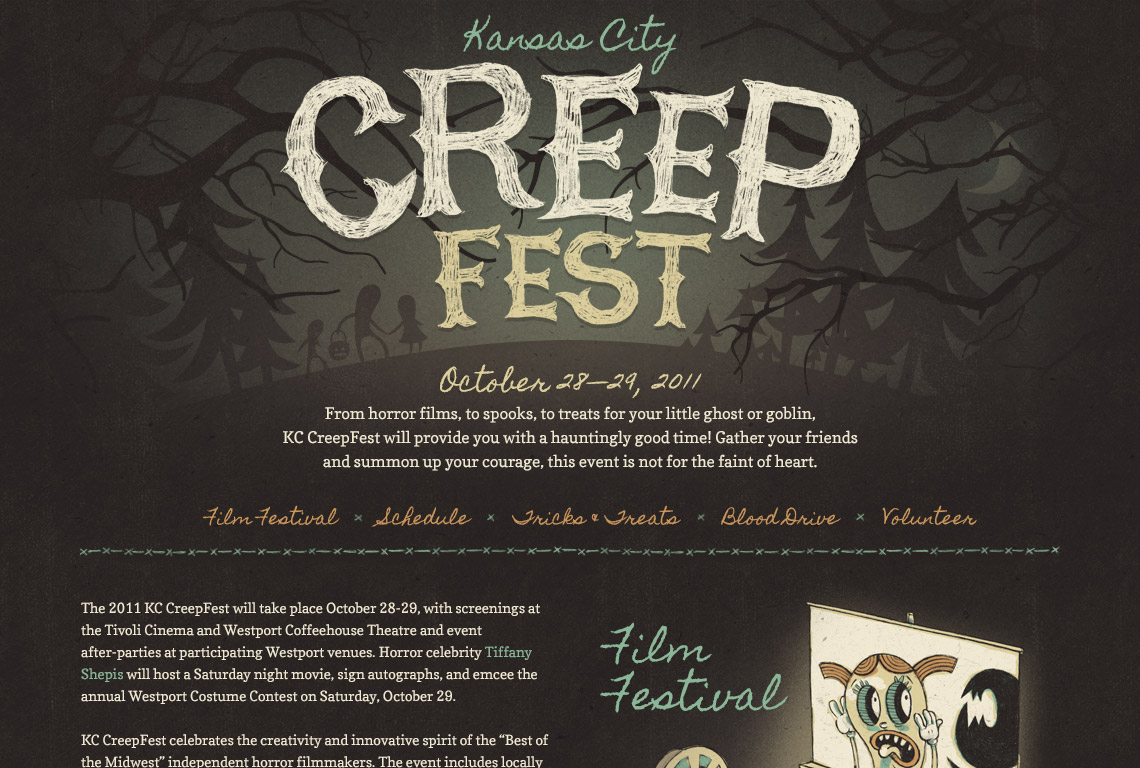 Kansas City
CREEP
FEST
October 28—29, 2011
From horror films, to spooks, to treats for your little ghost or goblin,
KC CreepFest will provide you with a hauntingly good time! Gather your friends
and summon up your courage, this event is not for the faint of heart.
Film Festival × Schedule × Tricks & Treats × Blood Drive × Volunteer
The 2011 KC CreepFest will take place October 28-29, with screenings at
the Tivoli Cinema and Westport Coffeehouse Theatre and event
after-parties at participating Westport venues. Horror celebrity Tiffany
Shepis will host a Saturday night movie, sign autographs, and emcee the
annual Westport Costume Contest on Saturday, October 29.
KC CreepFest celebrates the creativity and innovative spirit of the “Best of
the Midwest” independent horror filmmakers. The event includes locally
Film
Festival